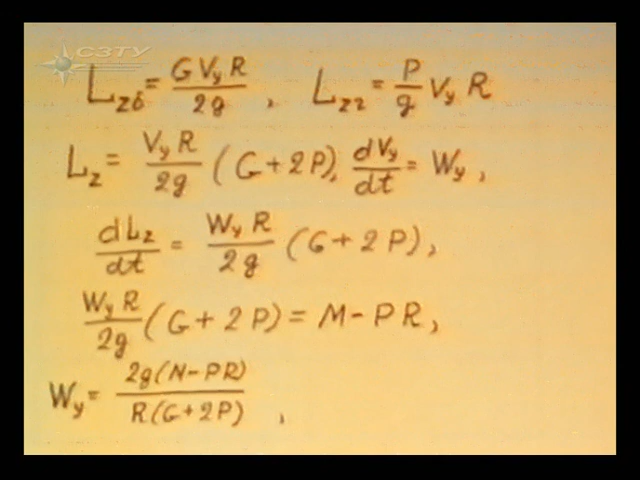 СЗТУ
L_zб = G V_y R / 2g , L_zг = P/g V_y R
L_z = V_y R / 2g (G + 2P), dV_y/dt = W_y ,
dL_z/dt = W_y R / 2g (G + 2P) ,
W_y R / 2g (G + 2P) = M - PR ,
W_y = 2g(M-PR) / R(G+2P) ,